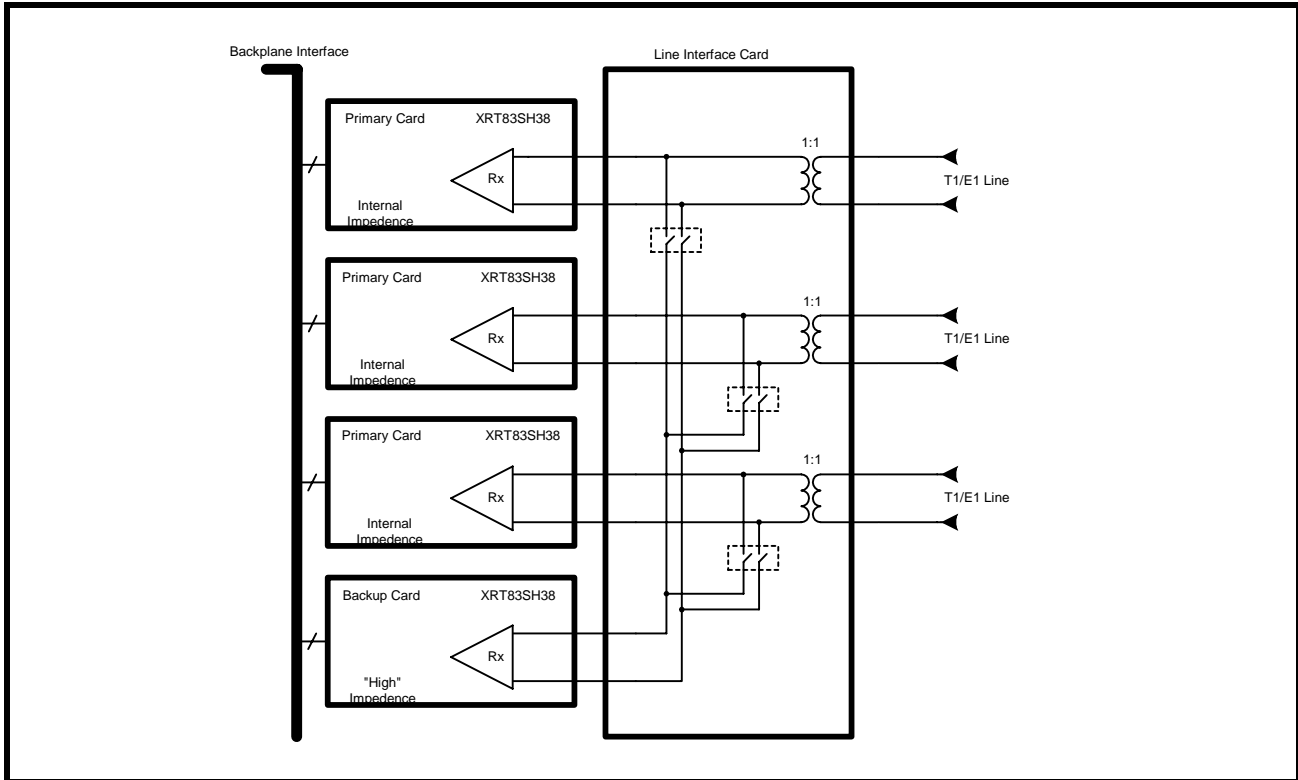 Backplane Interface
Line Interface Card
Primary Card XRT83SH38
Rx
Internal
Impedence
1:1
T1/E1 Line
Primary Card XRT83SH38
Rx
Internal
Impedence
1:1
T1/E1 Line
Primary Card XRT83SH38
Rx
Internal
Impedence
1:1
T1/E1 Line
Backup Card XRT83SH38
Rx
"High"
Impedence